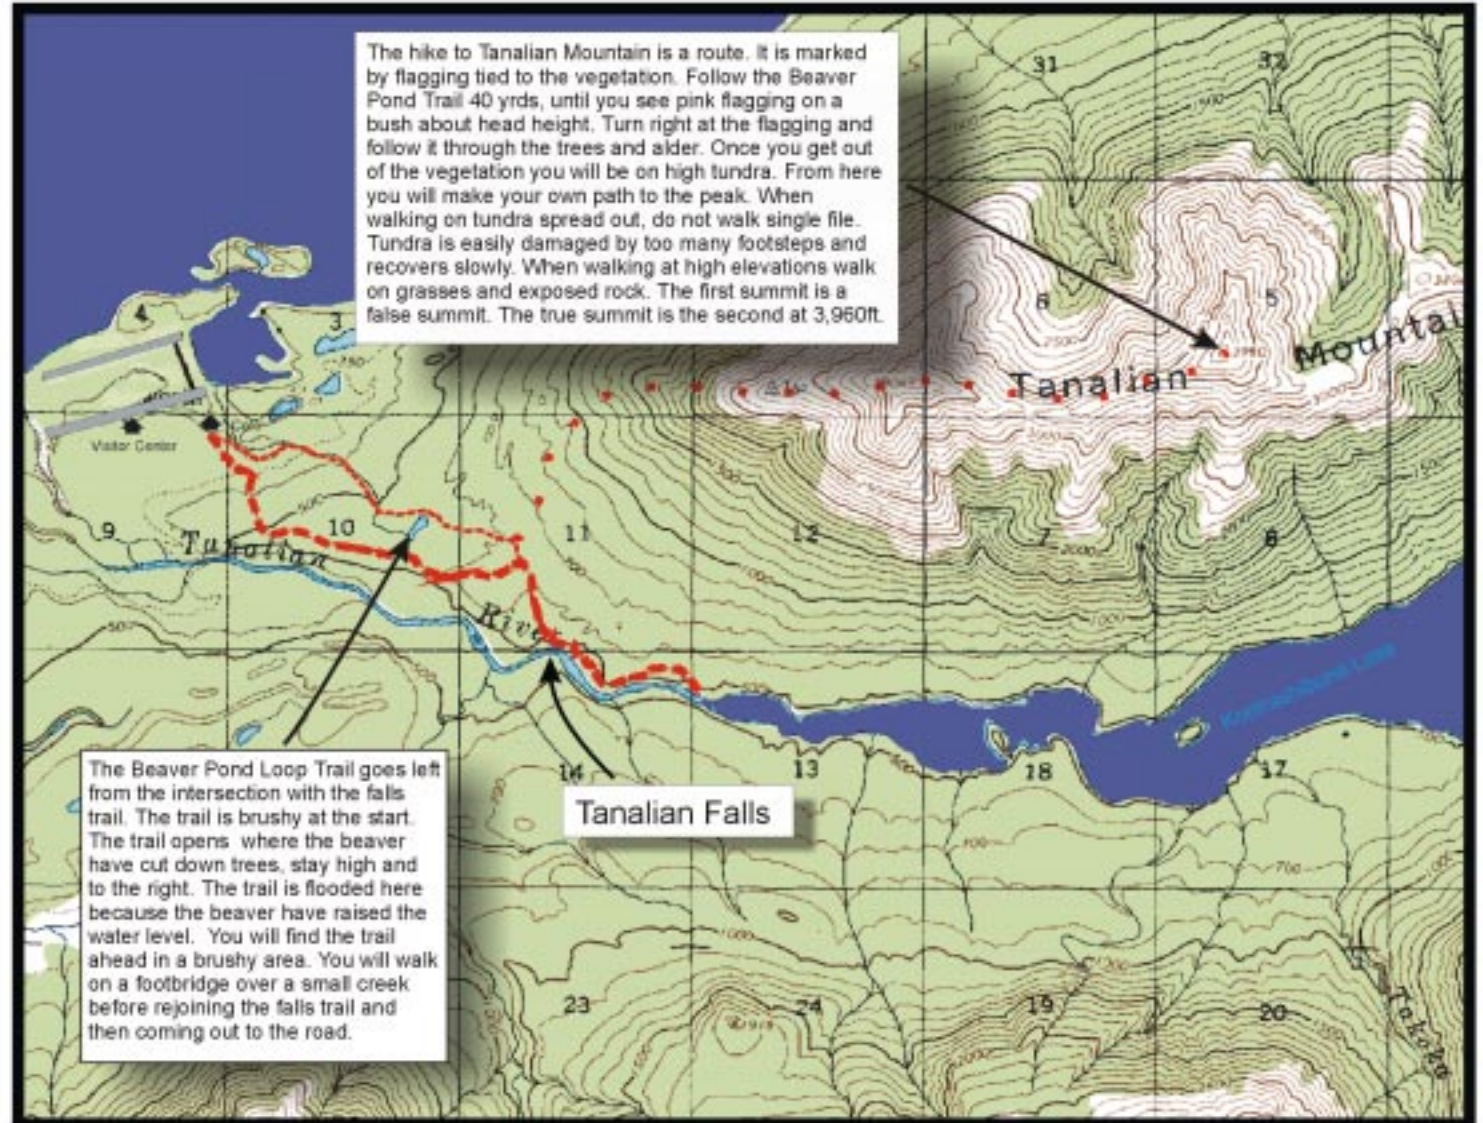 The hike to Tanalian Mountain is a route. It is marked
by flagging tied to the vegetation. Follow the Beaver
Pond Trail 40 yrds, until you see pink flagging on a
bush about head height. Turn right at the flagging and
follow it through the trees and alder. Once you get out
of the vegetation you will be on high tundra. From here
you will make your own path to the peak. When
walking on tundra spread out, do not walk single file.
Tundra is easily damaged by too many footsteps and
recovers slowly. When walking at high elevations walk
on grasses and exposed rock. The first summit is a
false summit. The true summit is the second at 3,960ft.
31
32
4
3
6
5
Tanalian
Mountai
Visitor Center
9
10
11
12
7
8
Tanalian
River
500
500
700
1000
1000
2500
1500
2000
14
13
18
17
Tanalian Falls
700
700
The Beaver Pond Loop Trail goes left
from the intersection with the falls
trail. The trail is brushy at the start.
The trail opens  where the beaver
have cut down trees, stay high and
to the right. The trail is flooded here
because the beaver have raised the
water level.  You will find the trail
ahead in a brushy area. You will walk
on a footbridge over a small creek
before rejoining the falls trail and
then coming out to the road.
1000
23
24
19
20